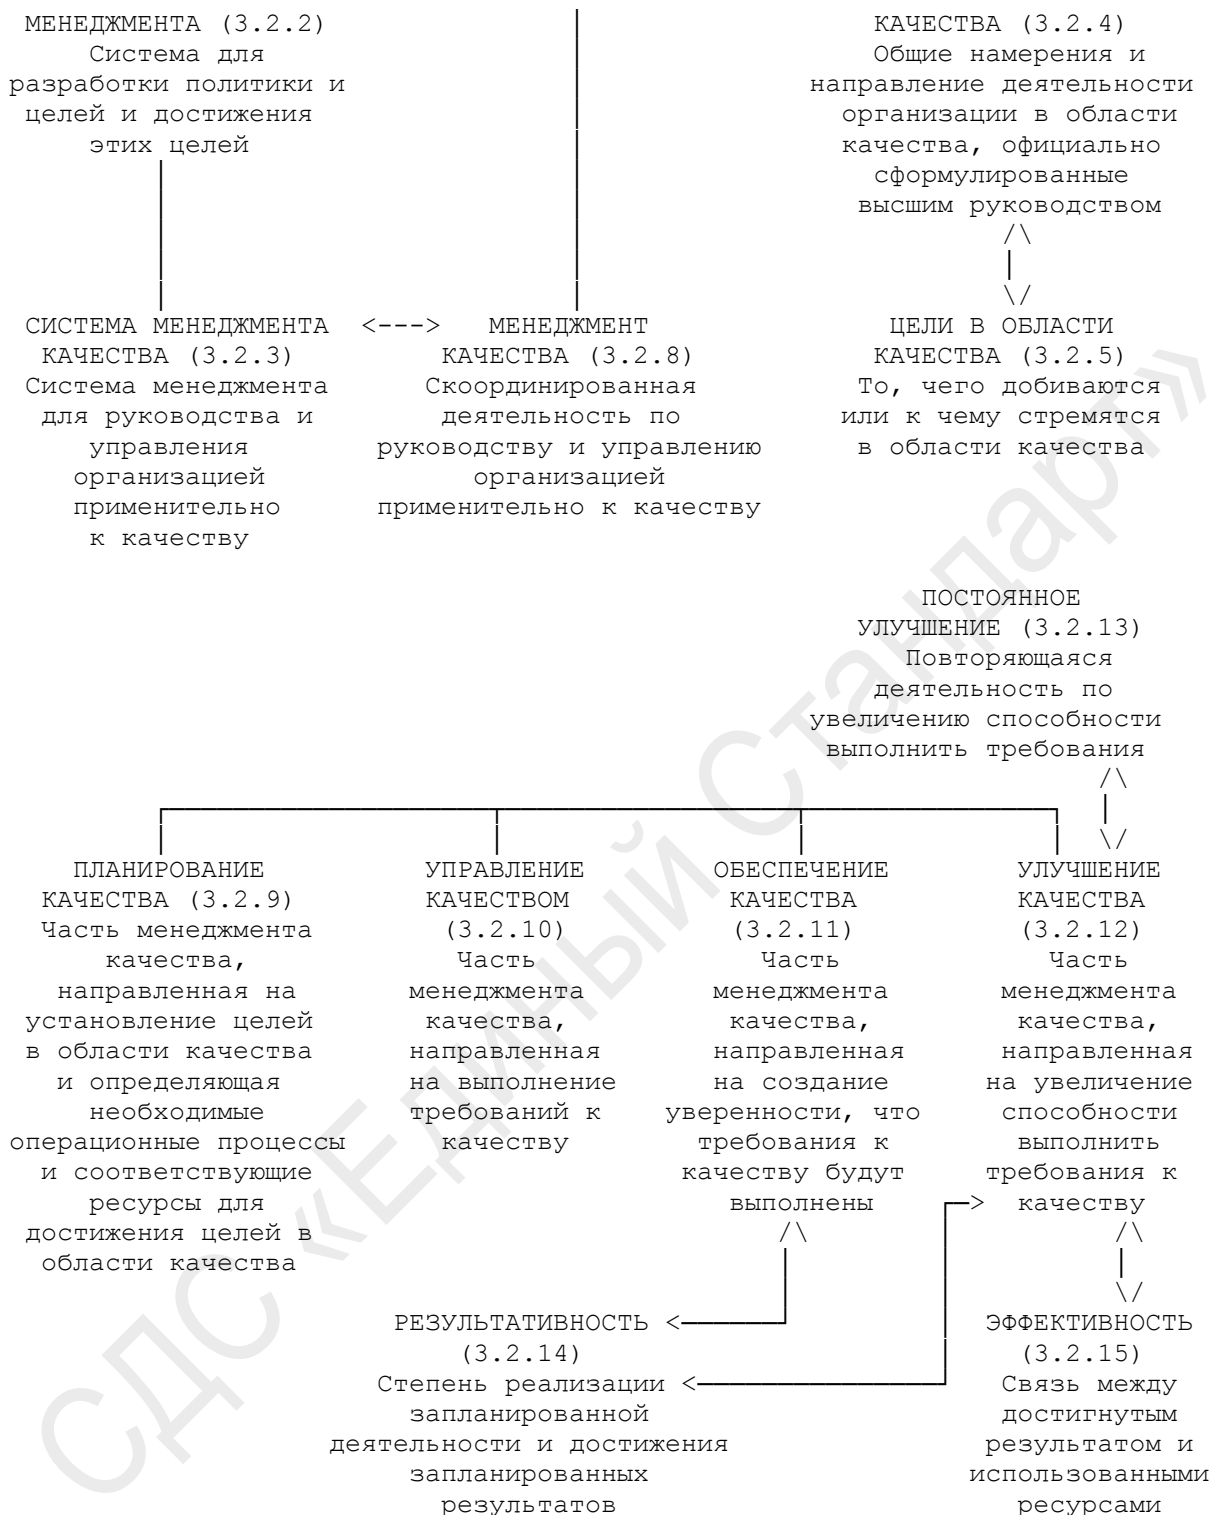 МЕНЕДЖМЕНТА (3.2.2)
Система для
разработки политики и
целей и достижения
этих целей
КАЧЕСТВА (3.2.4)
Общие намерения и
направление деятельности
организации в области
качества, официально
сформулированные
высшим руководством
СИСТЕМА МЕНЕДЖМЕНТА <--->
КАЧЕСТВА (3.2.3)
Система менеджмента
для руководства и
управления
организацией
применительно
к качеству
МЕНЕДЖМЕНТ
КАЧЕСТВА (3.2.8)
Скоординированная
деятельность по
руководству и управлению
организацией
применительно к качеству
ЦЕЛИ В ОБЛАСТИ
КАЧЕСТВА (3.2.5)
То, чего добиваются
или к чему стремятся
в области качества
ПОСТОЯННОЕ
УЛУЧШЕНИЕ (3.2.13)
Повторяющаяся
деятельность по
увеличению способности
выполнить требования
ПЛАНИРОВАНИЕ
КАЧЕСТВА (3.2.9)
Часть менеджмента
качества,
направленная на
установление целей
в области качества
и определяющая
необходимые
операционные процессы
и соответствующие
ресурсы для
достижения целей в
области качества
УПРАВЛЕНИЕ
КАЧЕСТВОМ
(3.2.10)
Часть
менеджмента
качества,
направленная
на выполнение
требований к
качеству
ОБЕСПЕЧЕНИЕ
КАЧЕСТВА
(3.2.11)
Часть
менеджмента
качества,
направленная
на создание
уверенности, что
требования к
качеству будут
выполнены
УЛУЧШЕНИЕ
КАЧЕСТВА
(3.2.12)
Часть
менеджмента
качества,
направленная
на увеличение
способности
выполнить
требования к
качеству
РЕЗУЛЬТАТИВНОСТЬ
(3.2.14)
Степень реализации
запланированной
деятельности и достижения
запланированных
результатов
ЭФФЕКТИВНОСТЬ
(3.2.15)
Связь между
достигнутым
результатом и
использованными
ресурсами
СДС «Единый Стандарт»